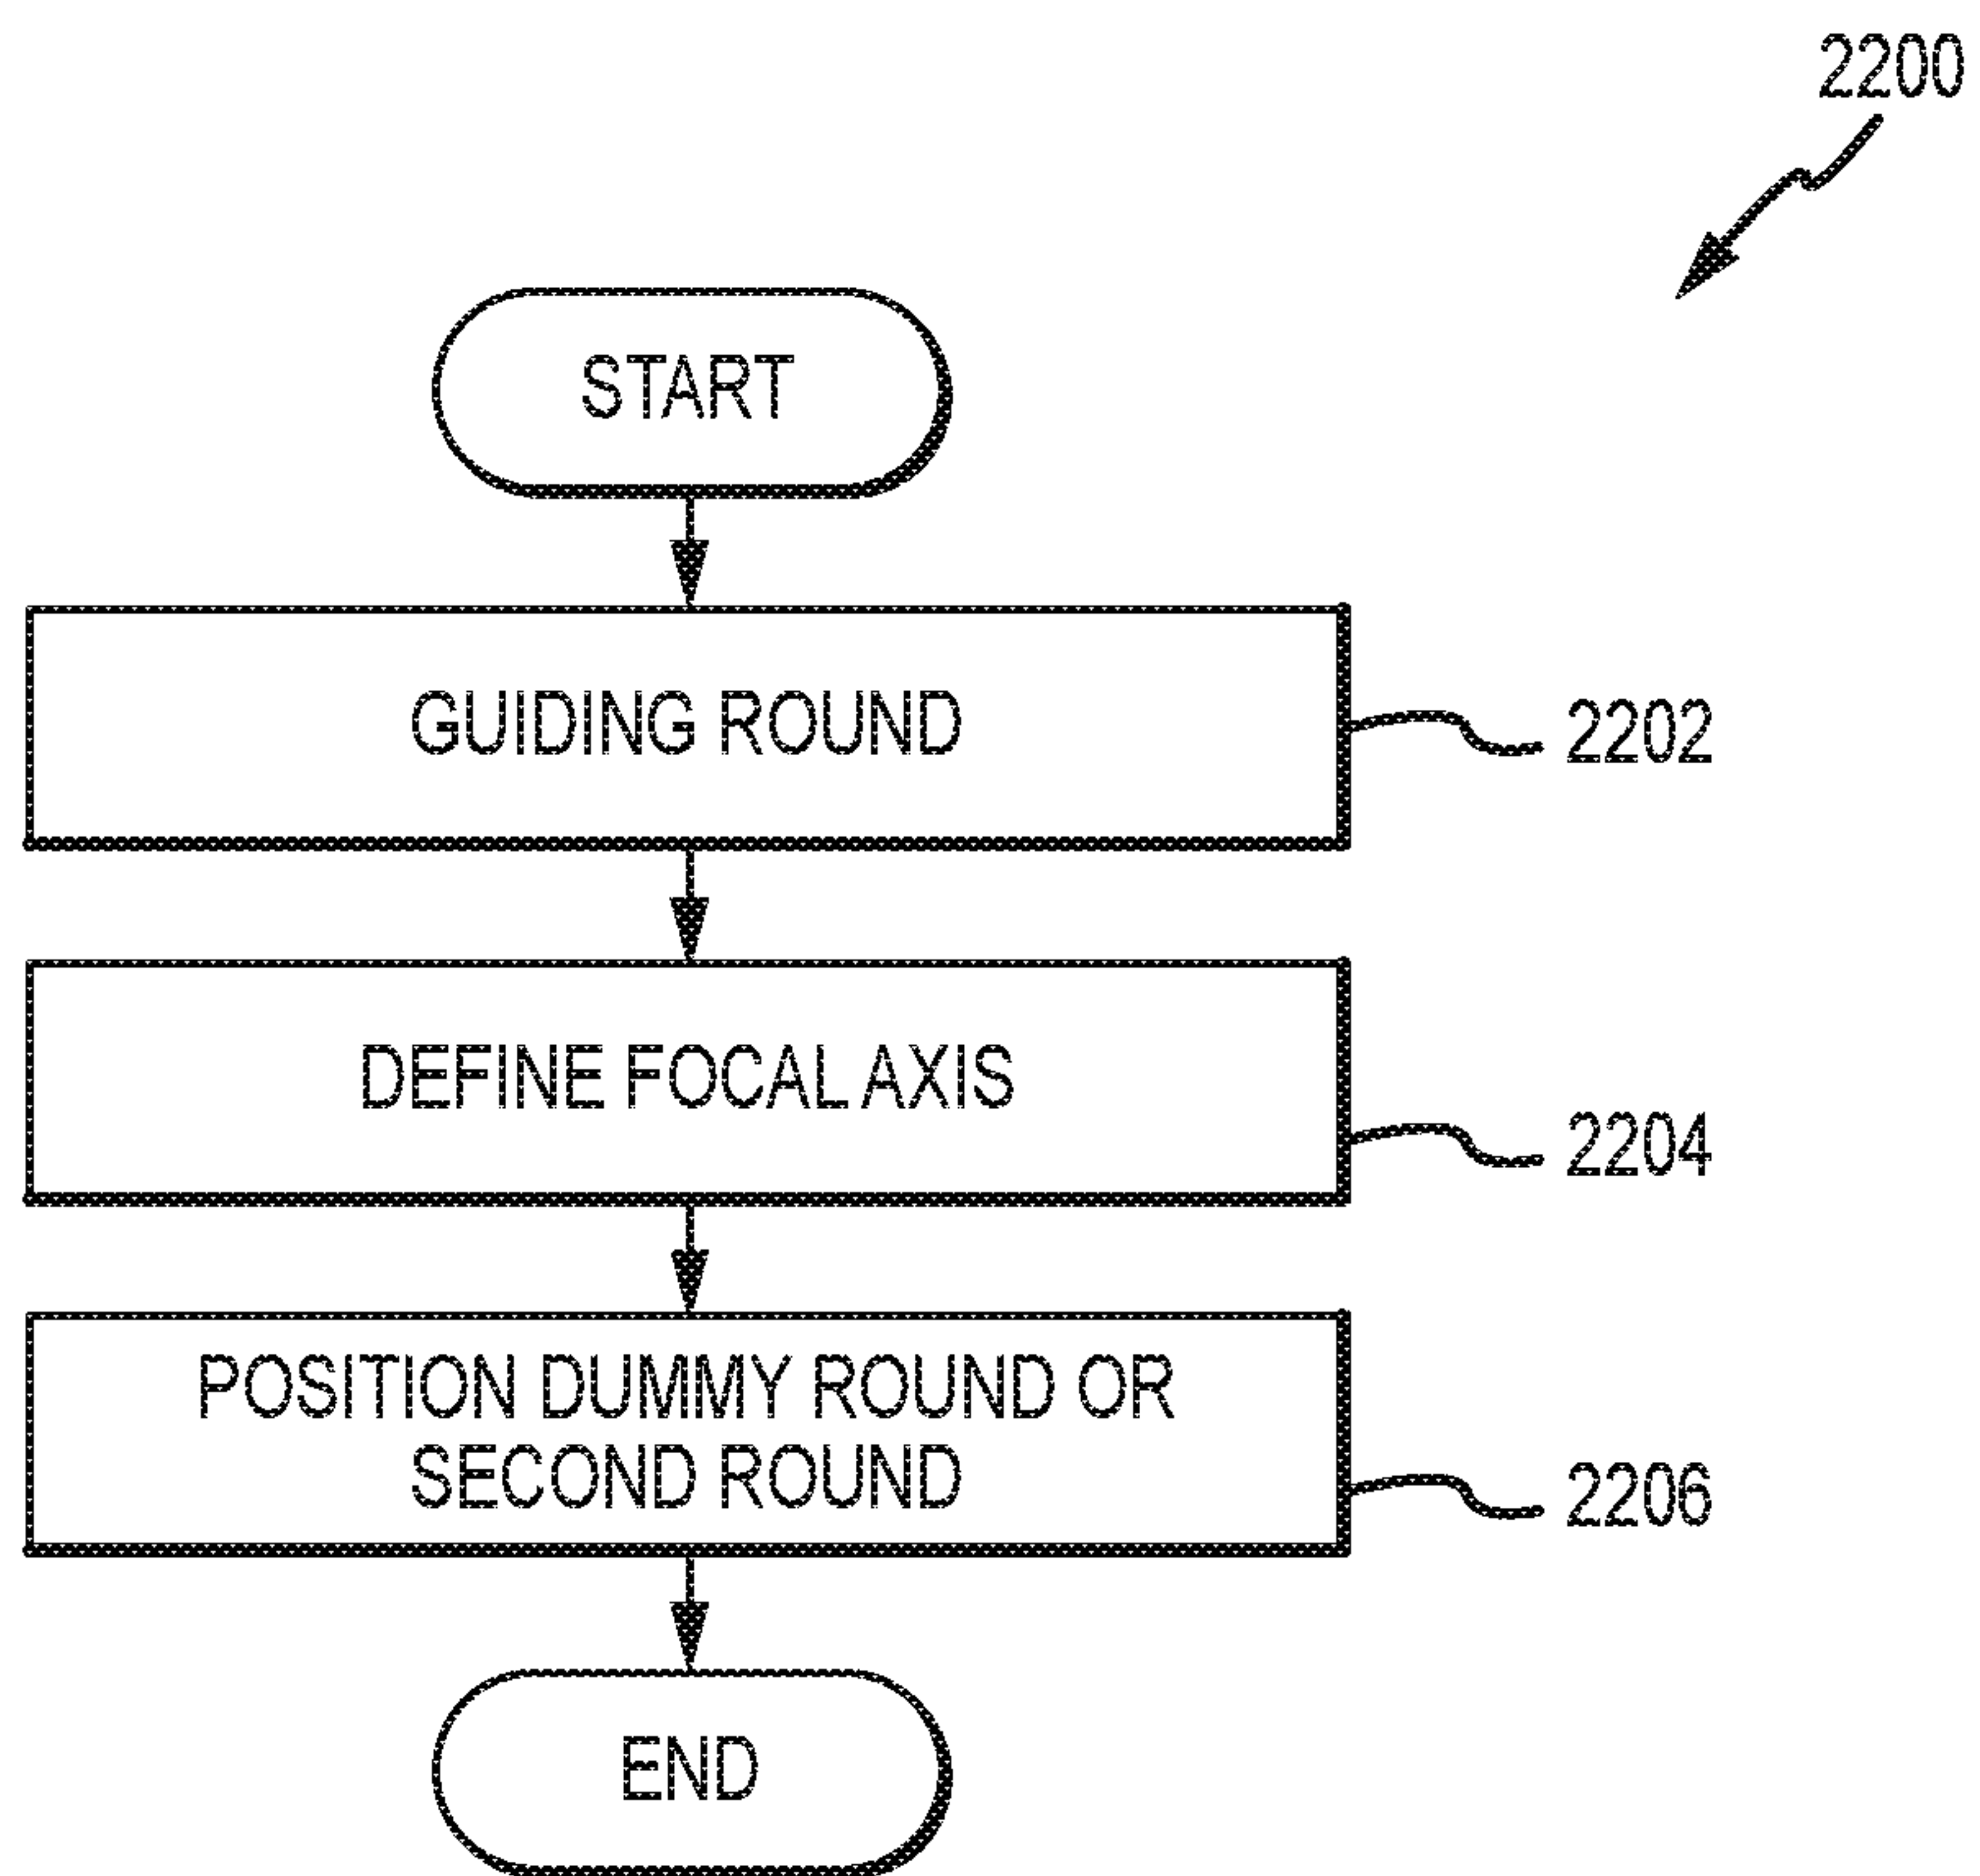 2200
START
GUIDING ROUND
2202
DEFINE FOCAL AXIS
2204
POSITION DUMMY ROUND OR
SECOND ROUND
2206
END